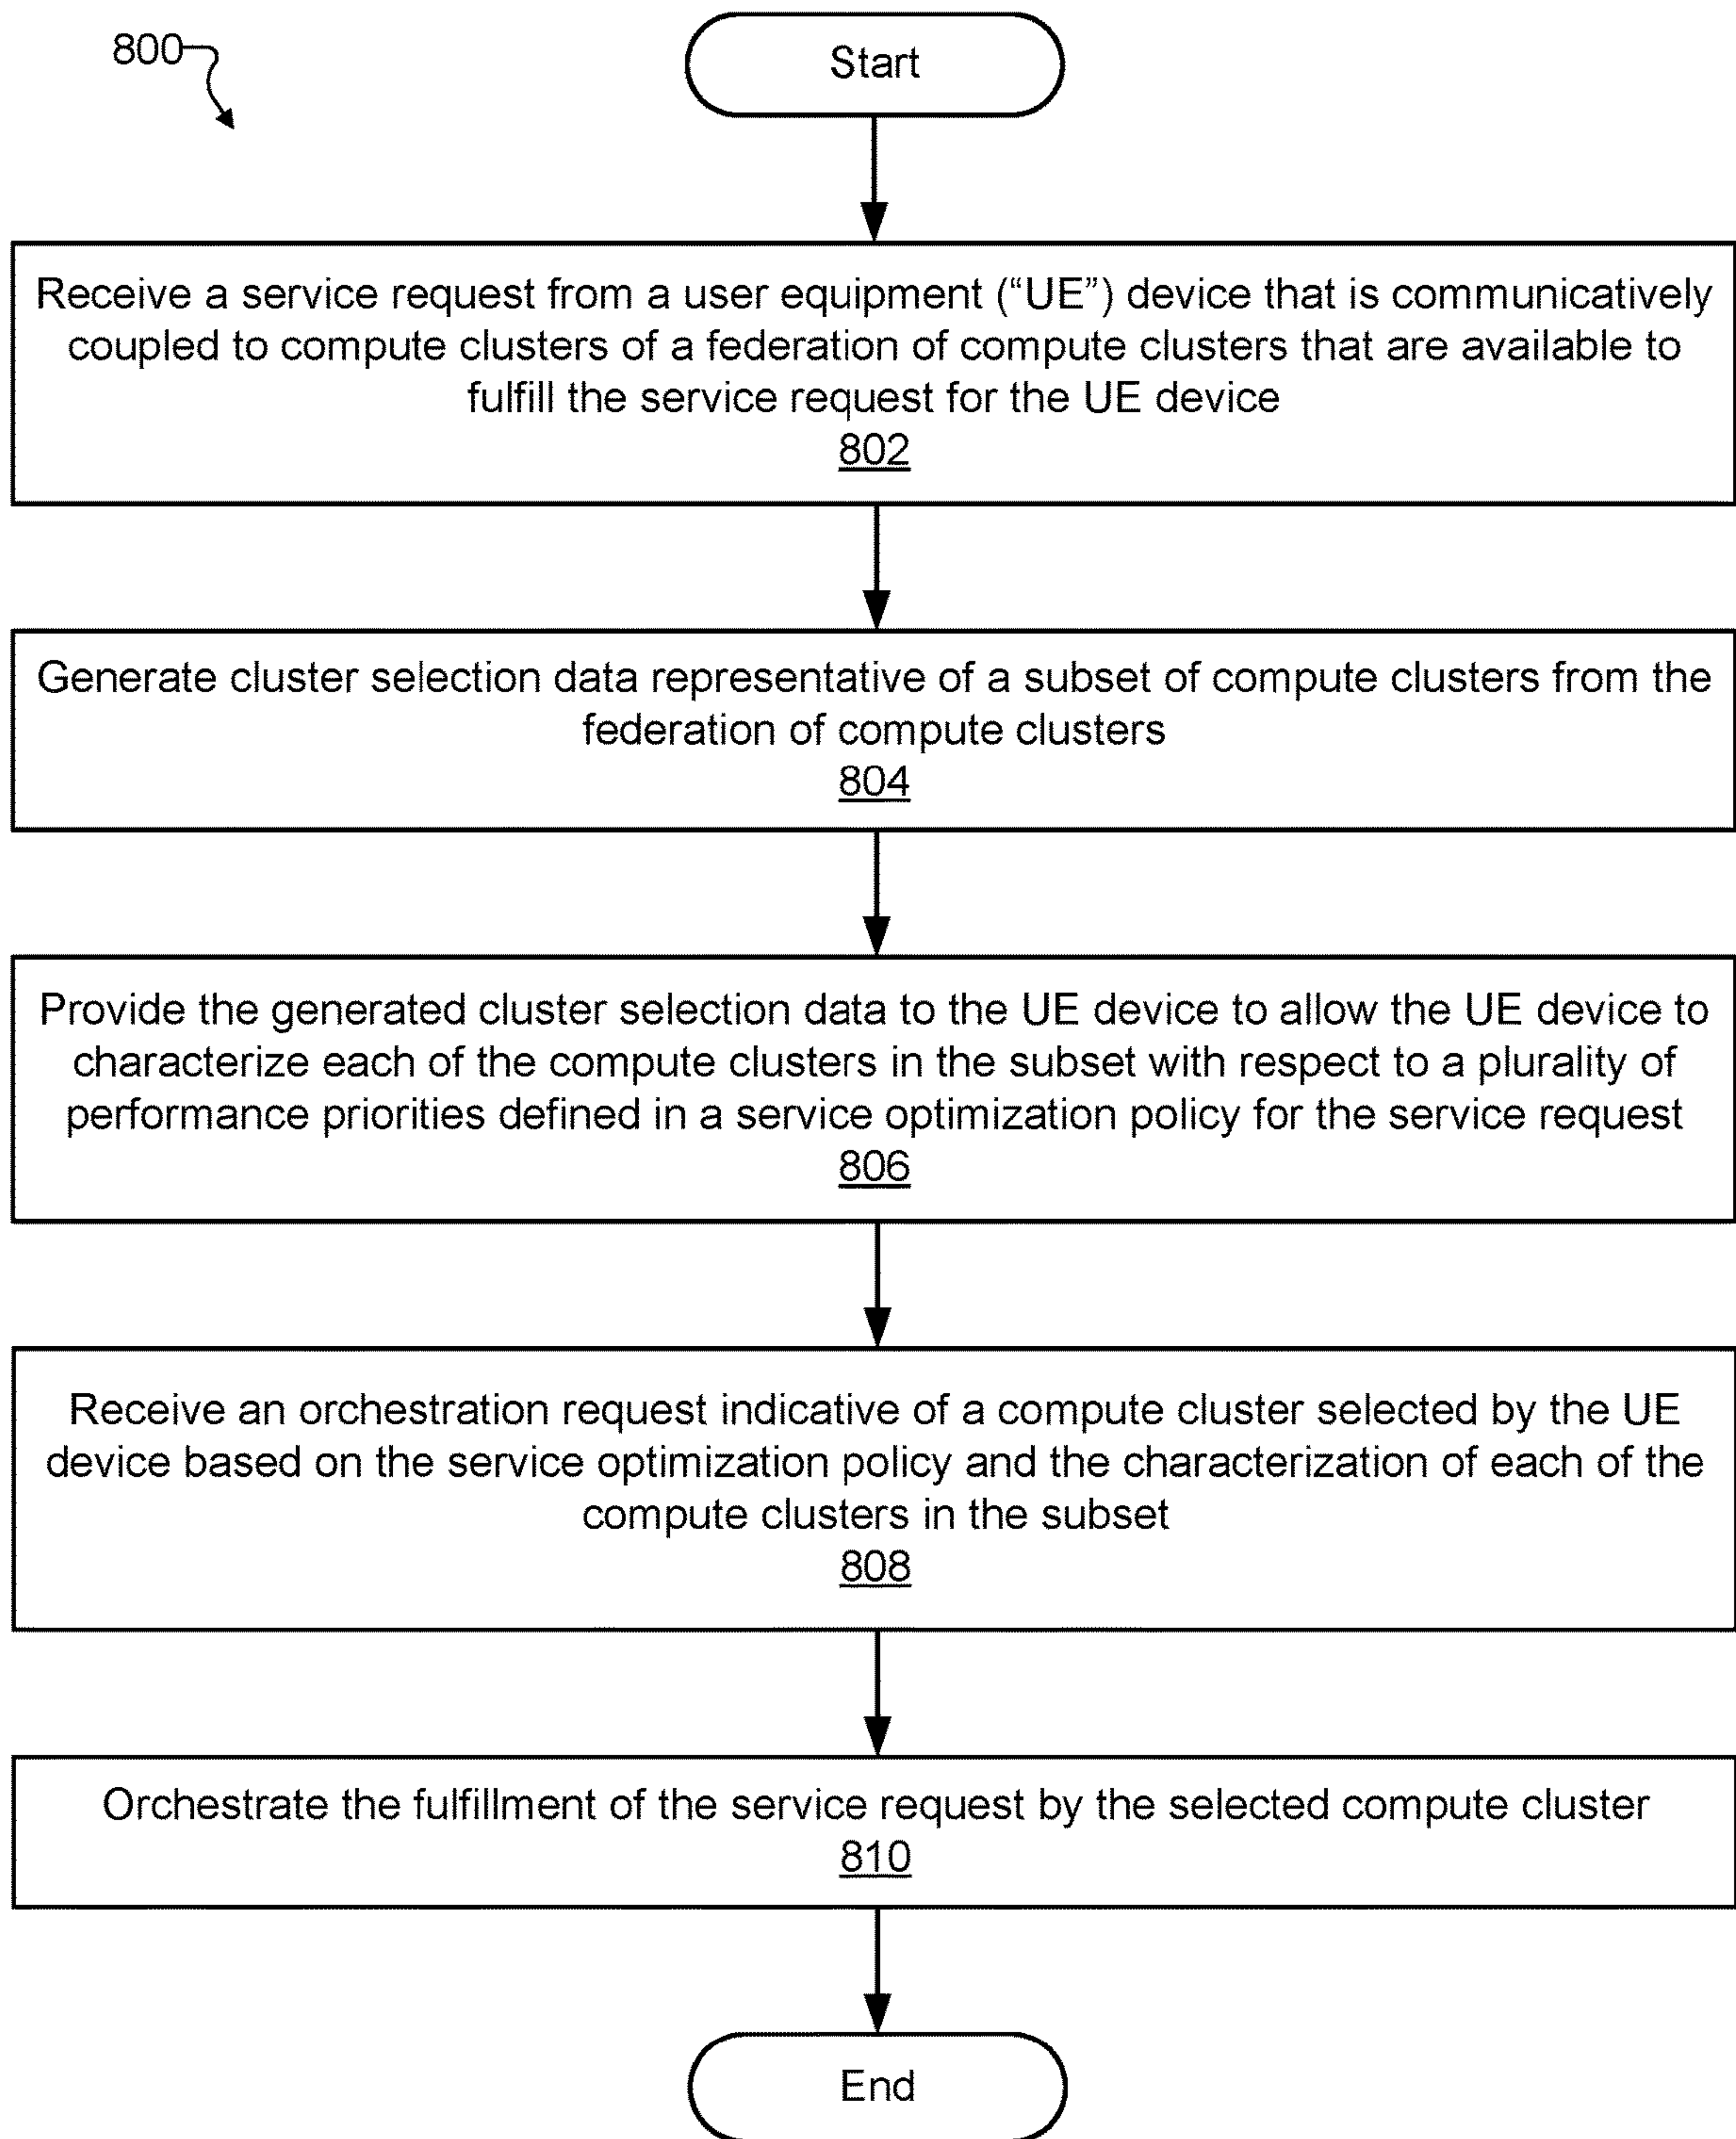 800
Start
Receive a service request from a user equipment (“UE”) device that is communicatively
coupled to compute clusters of a federation of compute clusters that are available to
fulfill the service request for the UE device
802
Generate cluster selection data representative of a subset of compute clusters from the
federation of compute clusters
804
Provide the generated cluster selection data to the UE device to allow the UE device to
characterize each of the compute clusters in the subset with respect to a plurality of
performance priorities defined in a service optimization policy for the service request
806
Receive an orchestration request indicative of a compute cluster selected by the UE
device based on the service optimization policy and the characterization of each of the
compute clusters in the subset
808
Orchestrate the fulfillment of the service request by the selected compute cluster
810
End